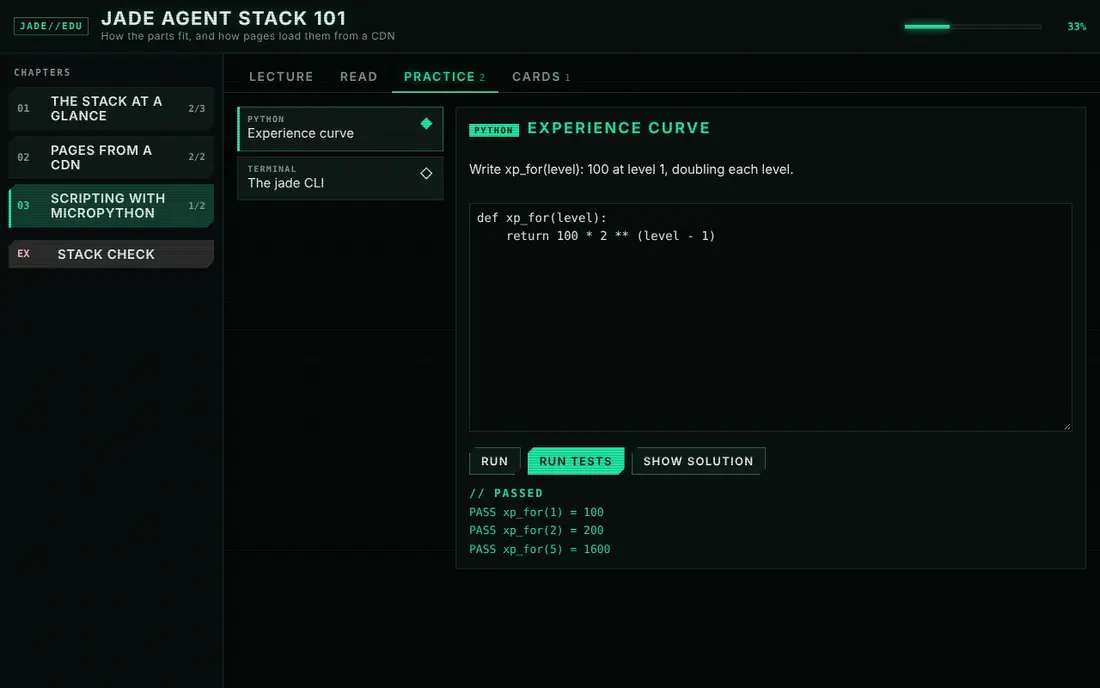 JADE//EDU
JADE AGENT STACK 101
How the parts fit, and how pages load them from a CDN
33%
CHAPTERS
01 THE STACK AT A GLANCE 2/3
02 PAGES FROM A CDN 2/2
03 SCRIPTING WITH MICROPYTHON 1/2
EX STACK CHECK
LECTURE READ PRACTICE 2 CARDS 1
PYTHON
Experience curve
TERMINAL
The jade CLI
PYTHON EXPERIENCE CURVE
Write xp_for(level): 100 at level 1, doubling each level.
def xp_for(level):
    return 100 * 2 ** (level - 1)
RUN RUN TESTS SHOW SOLUTION
// PASSED
PASS xp_for(1) = 100
PASS xp_for(2) = 200
PASS xp_for(5) = 1600